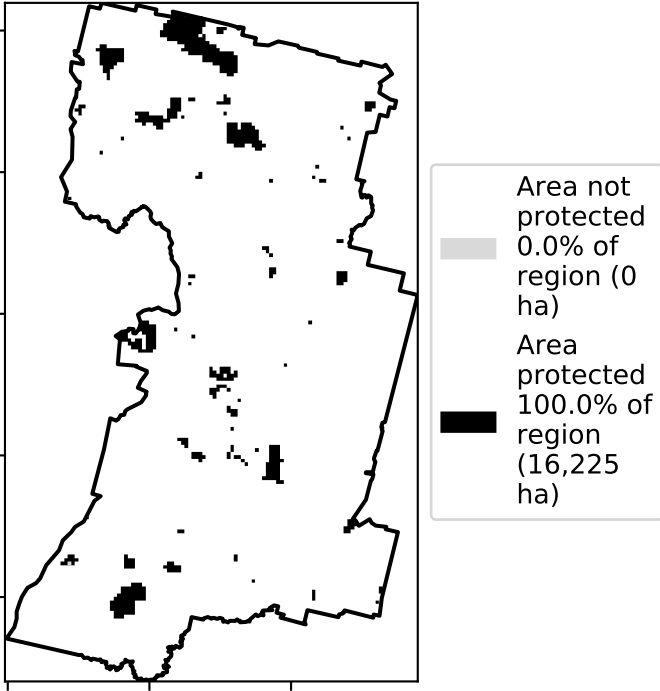 Area not
protected
0.0% of
region (0
ha)
Area
protected
100.0% of
region
(16,225
ha)